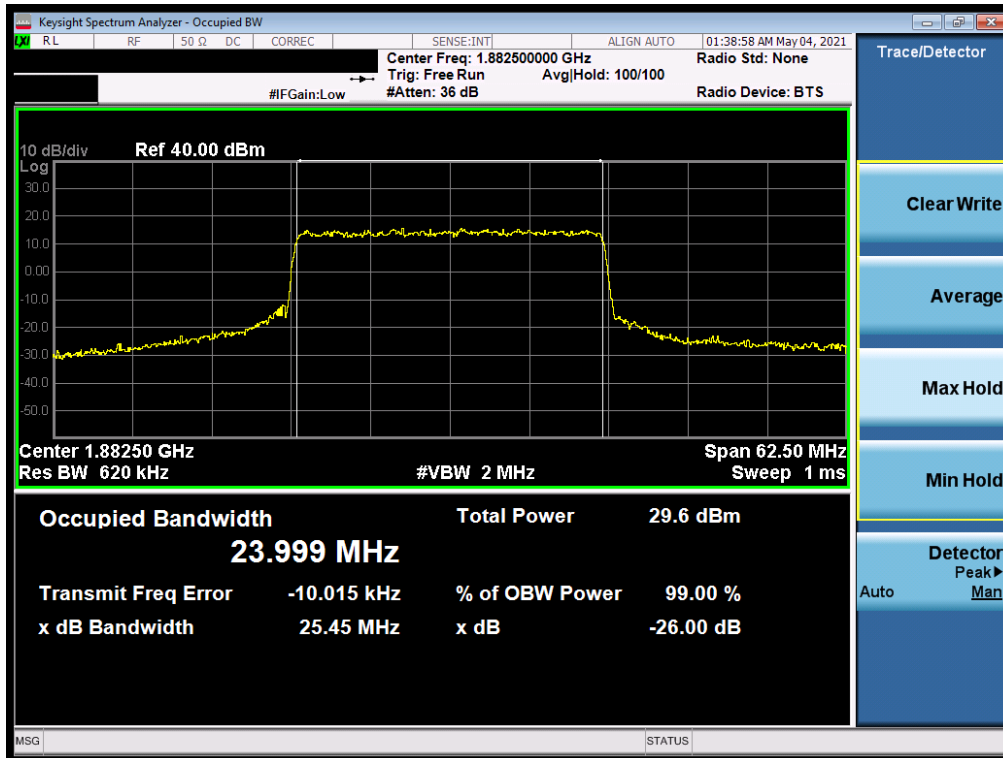 Keysight Spectrum Analyzer - Occupied BW
LXI RL RF 50 Ω DC CORREC SENSE:INT ALIGN AUTO 01:38:58 AM May 04, 2021
Center Freq: 1.882500000 GHz Radio Std: None
Trig: Free Run Avg|Hold: 100/100
#IFGain:Low #Atten: 36 dB Radio Device: BTS
10 dB/div Ref 40.00 dBm
Log
30.0
20.0
10.0
0.00
-10.0
-20.0
-30.0
-40.0
-50.0
Center 1.88250 GHz Span 62.50 MHz
Res BW 620 kHz #VBW 2 MHz Sweep 1 ms
Occupied Bandwidth Total Power 29.6 dBm
23.999 MHz
Transmit Freq Error -10.015 kHz % of OBW Power 99.00 %
x dB Bandwidth 25.45 MHz x dB -26.00 dB
MSG STATUS
Trace/Detector
Clear Write
Average
Max Hold
Min Hold
Detector
Peak▶
Auto Man